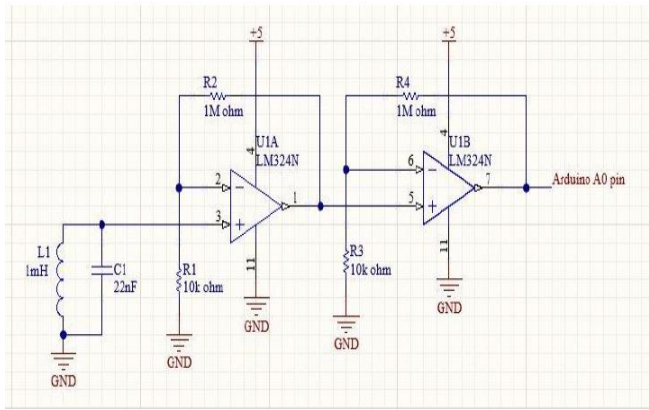 +5
+5
R2
1M ohm
R4
1M ohm
4
U1A
LM324N
4
U1B
LM324N
2
1
6
7
Arduino A0 pin
3
5
L1
1mH
C1
22nF
11
R1
10k ohm
11
R3
10k ohm
GND
GND
GND
GND
GND